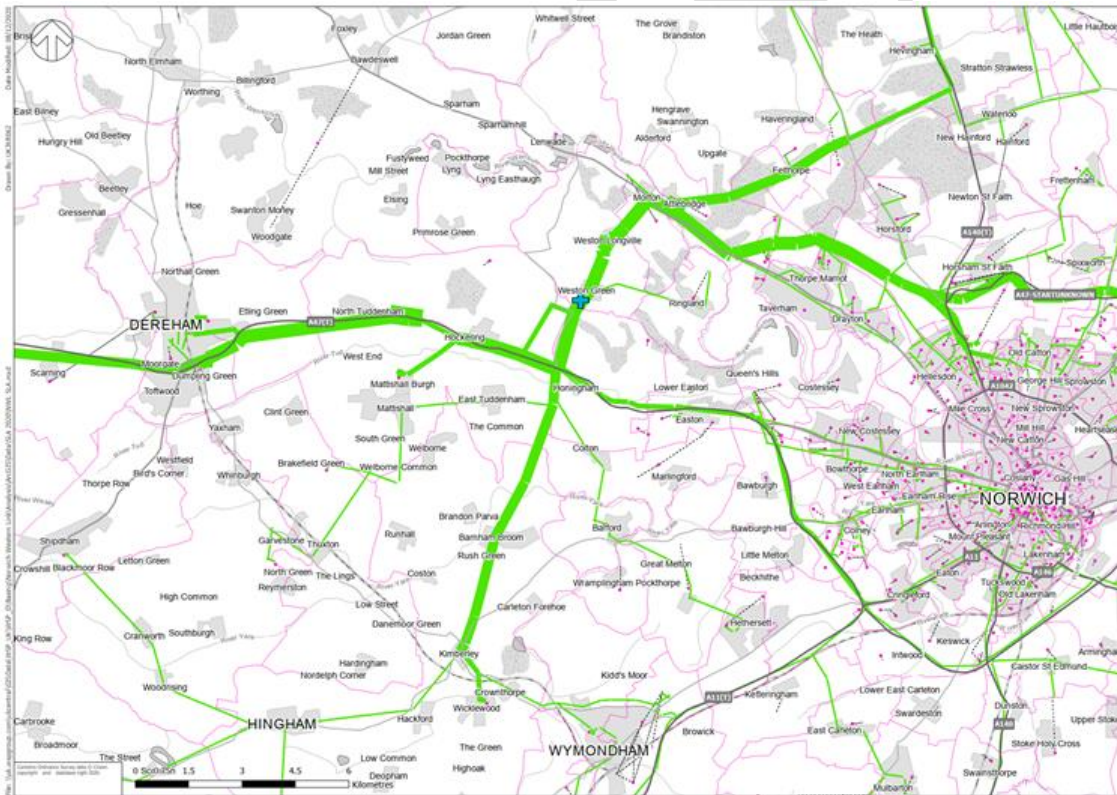 Whitwell Street
The Grove
Brandiston
The Heath
Little Hautboi
Foxley
Jordan Green
Hevingham
Bawdeswell
North Elmham
Stratton Strawless
Billingford
Worthing
Sparham
Hengrave
Swannington
Haveringland
Waterloo
East Bilney
Old Beetley
Sparhamhill
Alderford
New Hainford
Hainford
Hungry Hill
Lenwade
Upgate
Fustyweed
Pockthorpe
Mill Street
Lyng
Lyng Easthaugh
Felthorpe
Frettenham
Beetley
Hoe
Elsing
Morton
Attlebridge
Newton St Faith
Gressenhall
Swanton Morley
Woodgate
Primrose Green
Weston Longville
Horsford
A140(T)
Northall Green
Horsham St Faith
Spixworth
Weston Green
Thorpe Marriot
Ringland
Taverham
A47-STARTUNKNOWN
Etling Green
North Tuddenham
DEREHAM
A47(T)
Drayton
Hockering
Old Catton
Scarning
Moorgate
Dumpling Green
West End
Hellesdon
George Hill
Sprowston
Toftwood
Mattishall Burgh
Honingham
Lower Easton
Queen's Hills
Costessey
A1042
Mattishall
East Tuddenham
Mile Cross
New Sprowston
Clint Green
The Common
Easton
New Costessey
Mill Hill
New Catton
Heartsease
Yaxham
South Green
Welborne
Colton
River Tud
Westfield
Bird's Corner
Whinburgh
Brakefield Green
Welborne Common
Marlingford
Bowthorpe
North Earlham
Gas Hill
Thorpe Row
Bawburgh
West Earlham
Earlham Rise
NORWICH
Brandon Parva
Earlham
Shipdham
Garvestone
Thuxton
Runhall
Barnham Broom
Barford
Bawburgh Hill
Colney
Richmond Hill
Mount Pleasant
Letton Green
Rush Green
Little Melton
A11
Lakenham
Crowshill
Blackmoor Row
North Green
Reymerston
The Lings
Coston
Great Melton
Wramplingham
Pockthorpe
Beckhithe
Eaton
Tuckswood
High Common
Low Street
Carleton Forehoe
Cringleford
Old Lakenham
Danemoor Green
Hethersett
King Row
Cranworth
Southburgh
River Yare
Keswick
Kimberley
Intwood
Hardingham
Nordelph Corner
Kidd's Moor
Caistor St Edmund
Woodrising
Crownthorpe
Wicklewood
A11(T)
Ketteringham
Lower East Carleton
Swardeston
Dunston
Carbrooke
HINGHAM
Hackford
Browick
East Carleton
A140
Upper Stoke
Broadmoor
The Green
WYMONDHAM
Stoke Holy Cross
The Street
Low Common
Highoak
Swainsthorpe
Deopham
Mulbarton
0
1.5
3
4.5
6
Kilometres